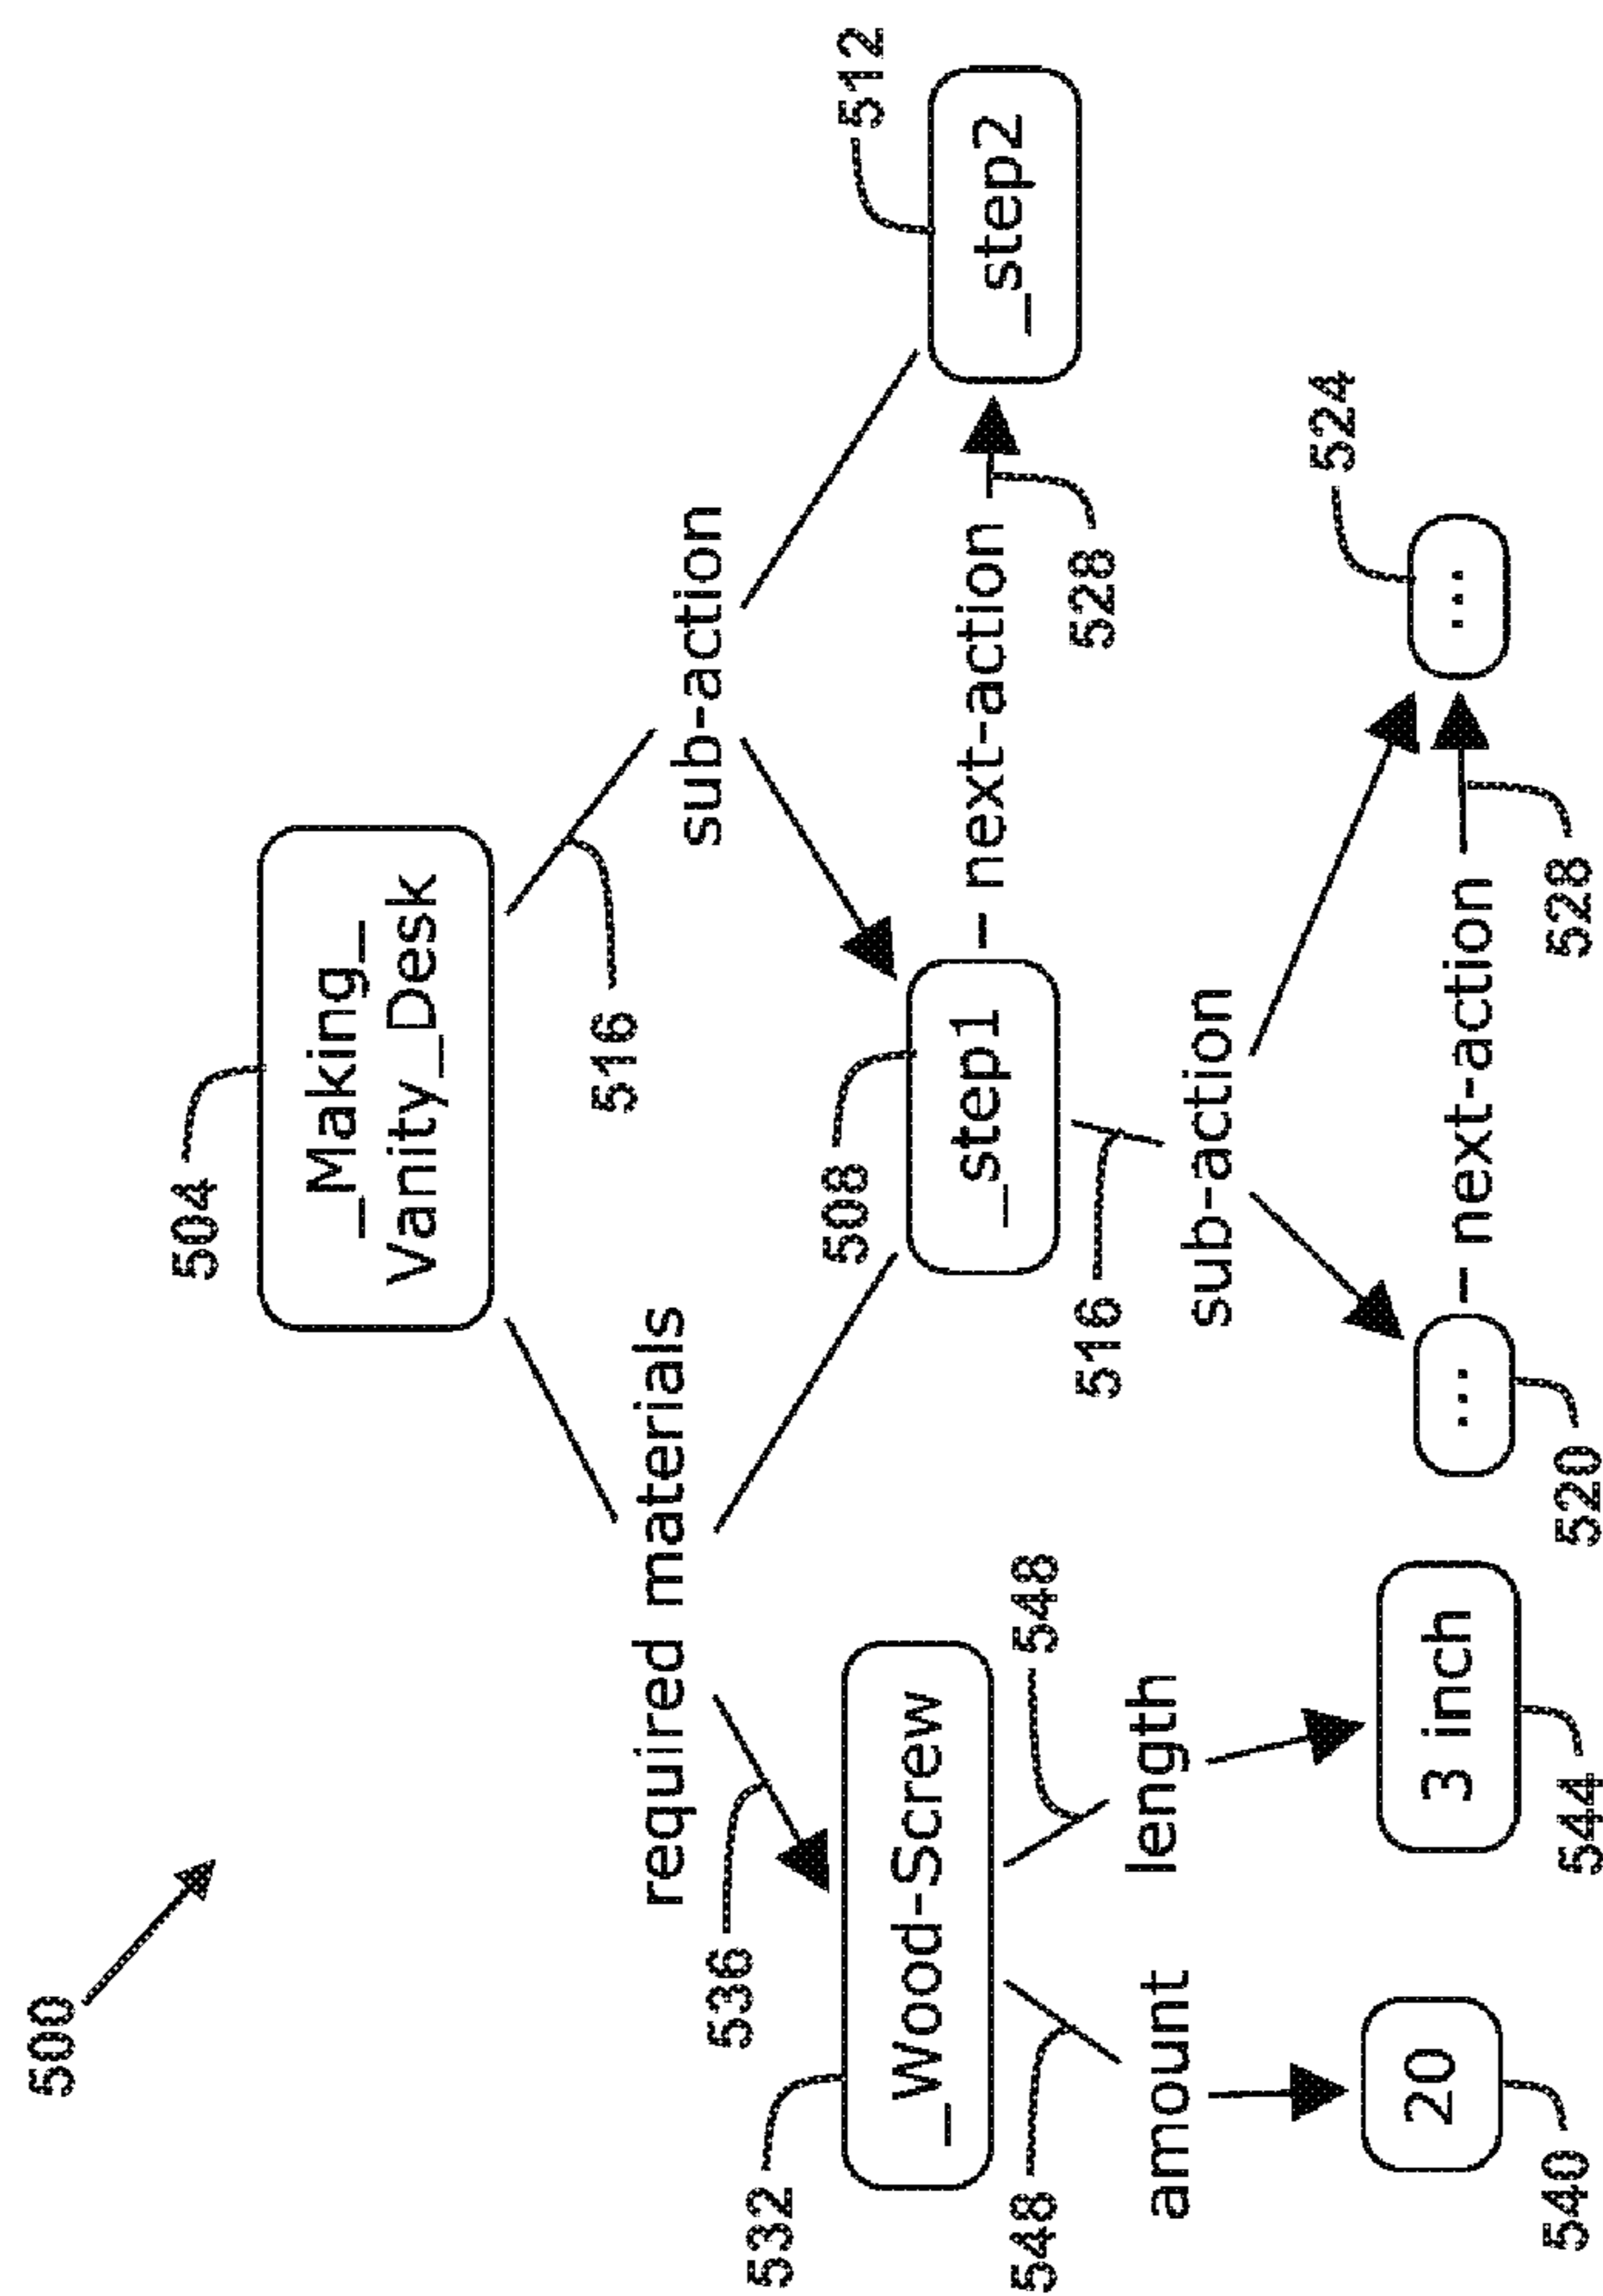 500
504
_Making_
Vanity_Desk
516
required materials
sub-action
536
532
508
512
_Wood-Screw
_step1
next-action
_step2
528
548
548
516
amount
length
sub-action
20
3 inch
...
next-action
...
524
540
544
520
528